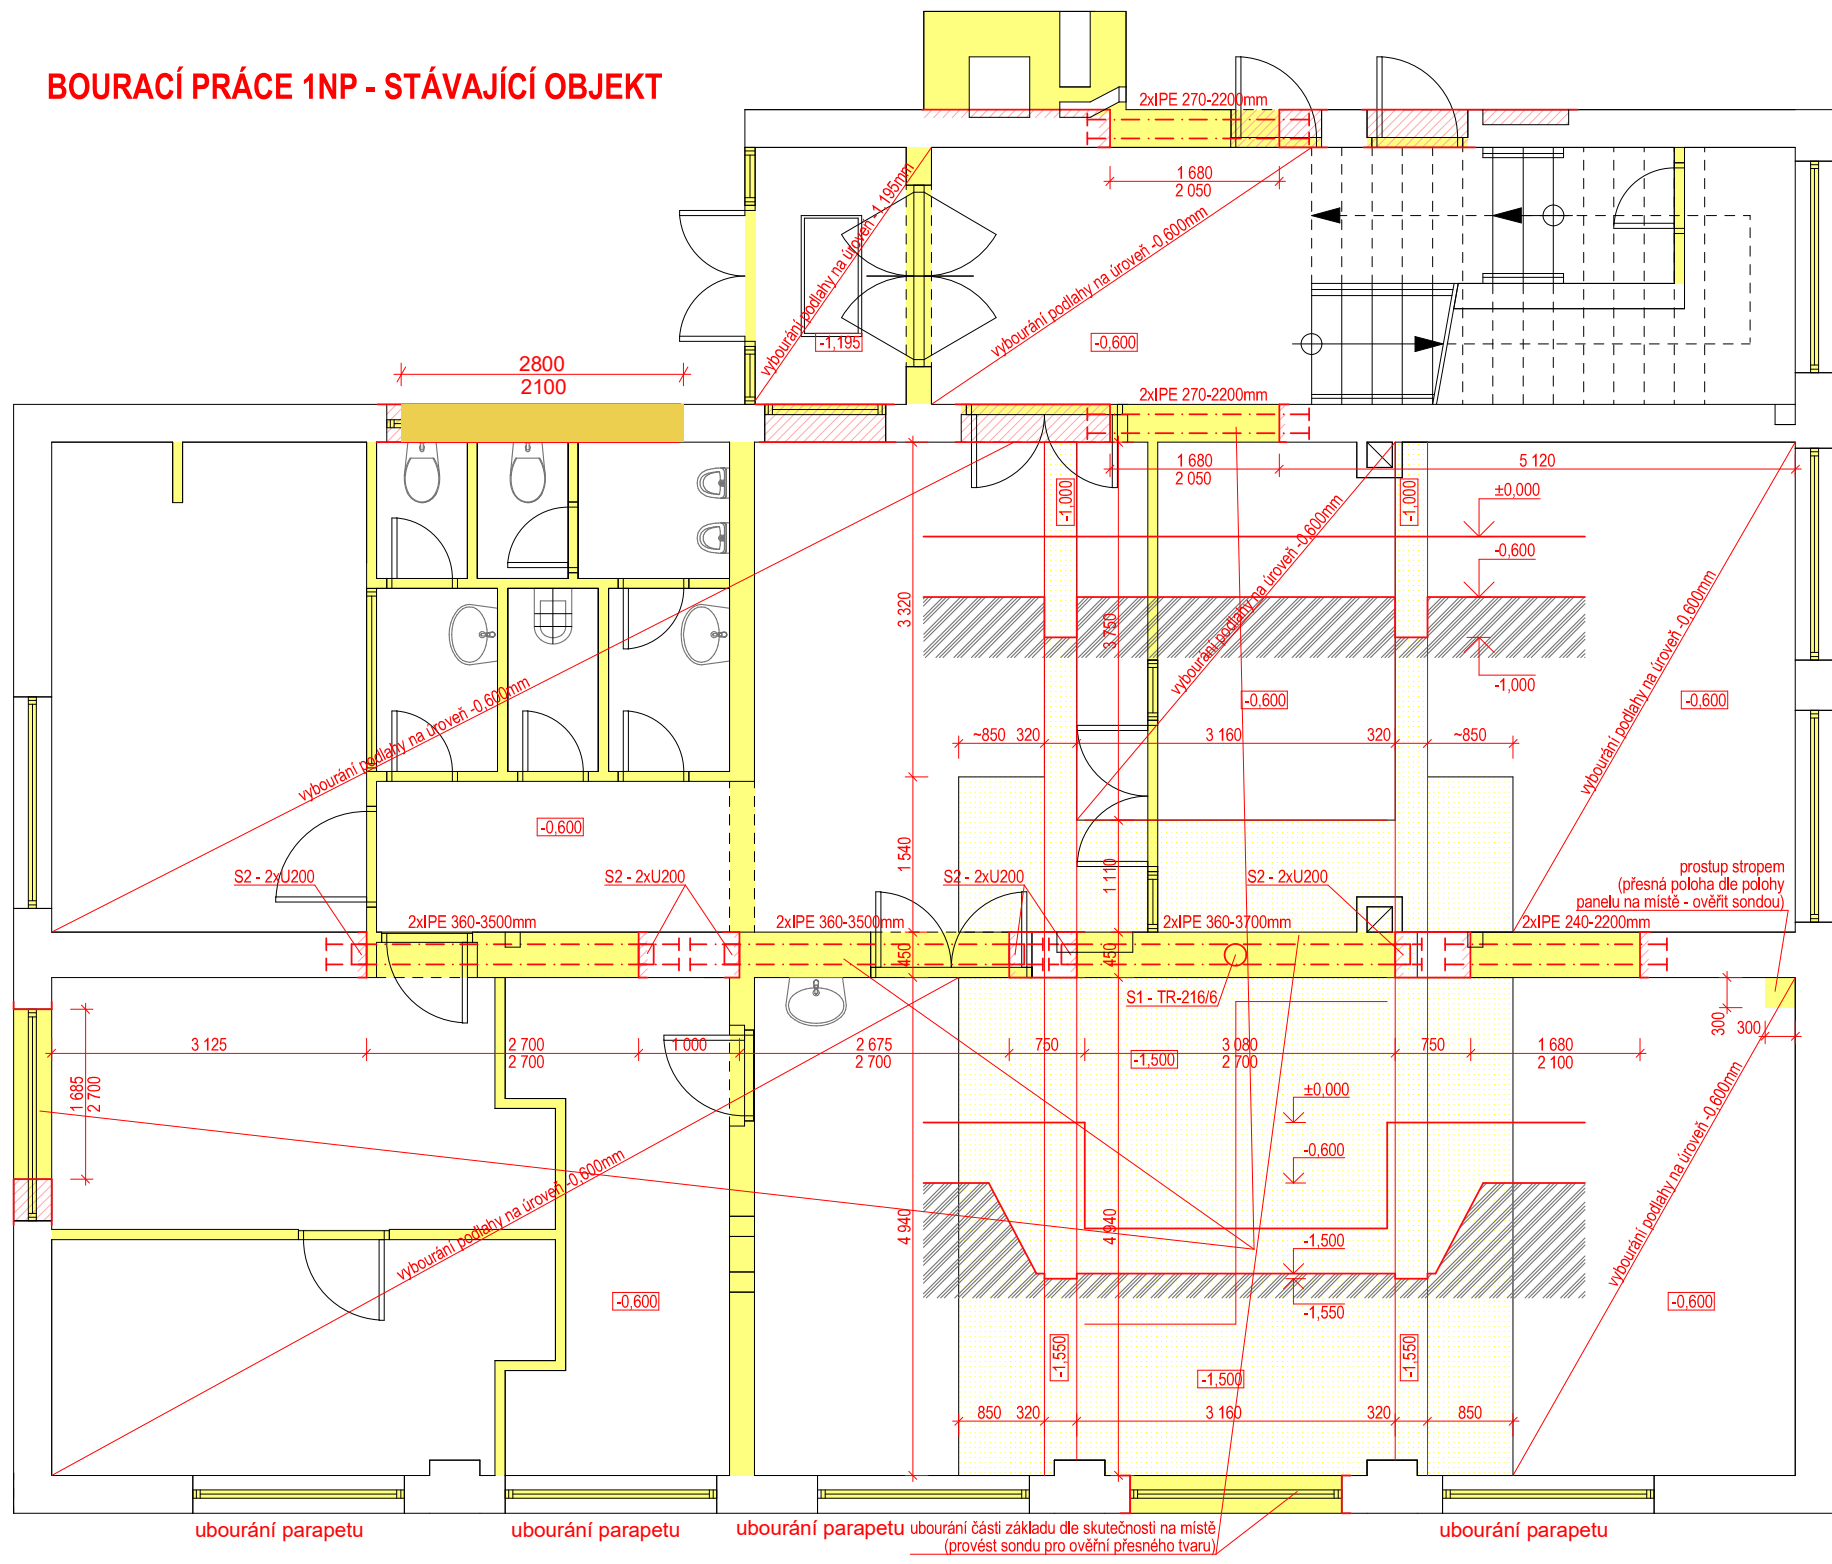 BOURACÍ PRÁCE 1NP - STÁVAJÍCÍ OBJEKT
2xIPE 270-2200mm
1 680
2 050
vybourání podlahy na úroveň -1,195mm
vybourání podlahy na úroveň -0,600mm
-1,195
-0,600
2800
2100
2xIPE 270-2200mm
1 680
2 050
5 120
-1,000
-1,000
±0,000
-0,600
-1,000
3 320
3 750
vybourání podlahy na úroveň -0,600mm
vybourání podlahy na úroveň -0,600mm
vybourání podlahy na úroveň -0,600mm
-0,600
-0,600
~850
320
3 160
320
~850
-0,600
1 540
1 110
S2 - 2xU200
S2 - 2xU200
S2 - 2xU200
S2 - 2xU200
prostup stropem
(přesná poloha dle polohy
panelu na místě - ověřit sondou)
2xIPE 360-3500mm
2xIPE 360-3500mm
2xIPE 360-3700mm
2xIPE 240-2200mm
450
450
S1 - TR-216/6
300
300
3 125
2 700
2 700
1 000
2 675
2 700
750
-1,500
3 080
2 700
750
1 680
2 100
1 685
2 700
±0,000
-0,600
-1,500
-1,550
vybourání podlahy na úroveň -0,600mm
vybourání podlahy na úroveň -0,600mm
4 940
4 940
-0,600
-0,600
-1,550
-1,550
-1,500
850
320
3 160
320
850
ubourání parapetu
ubourání parapetu
ubourání parapetu
ubourání části základu dle skutečnosti na místě
(provést sondu pro ověření přesného tvaru)
ubourání parapetu